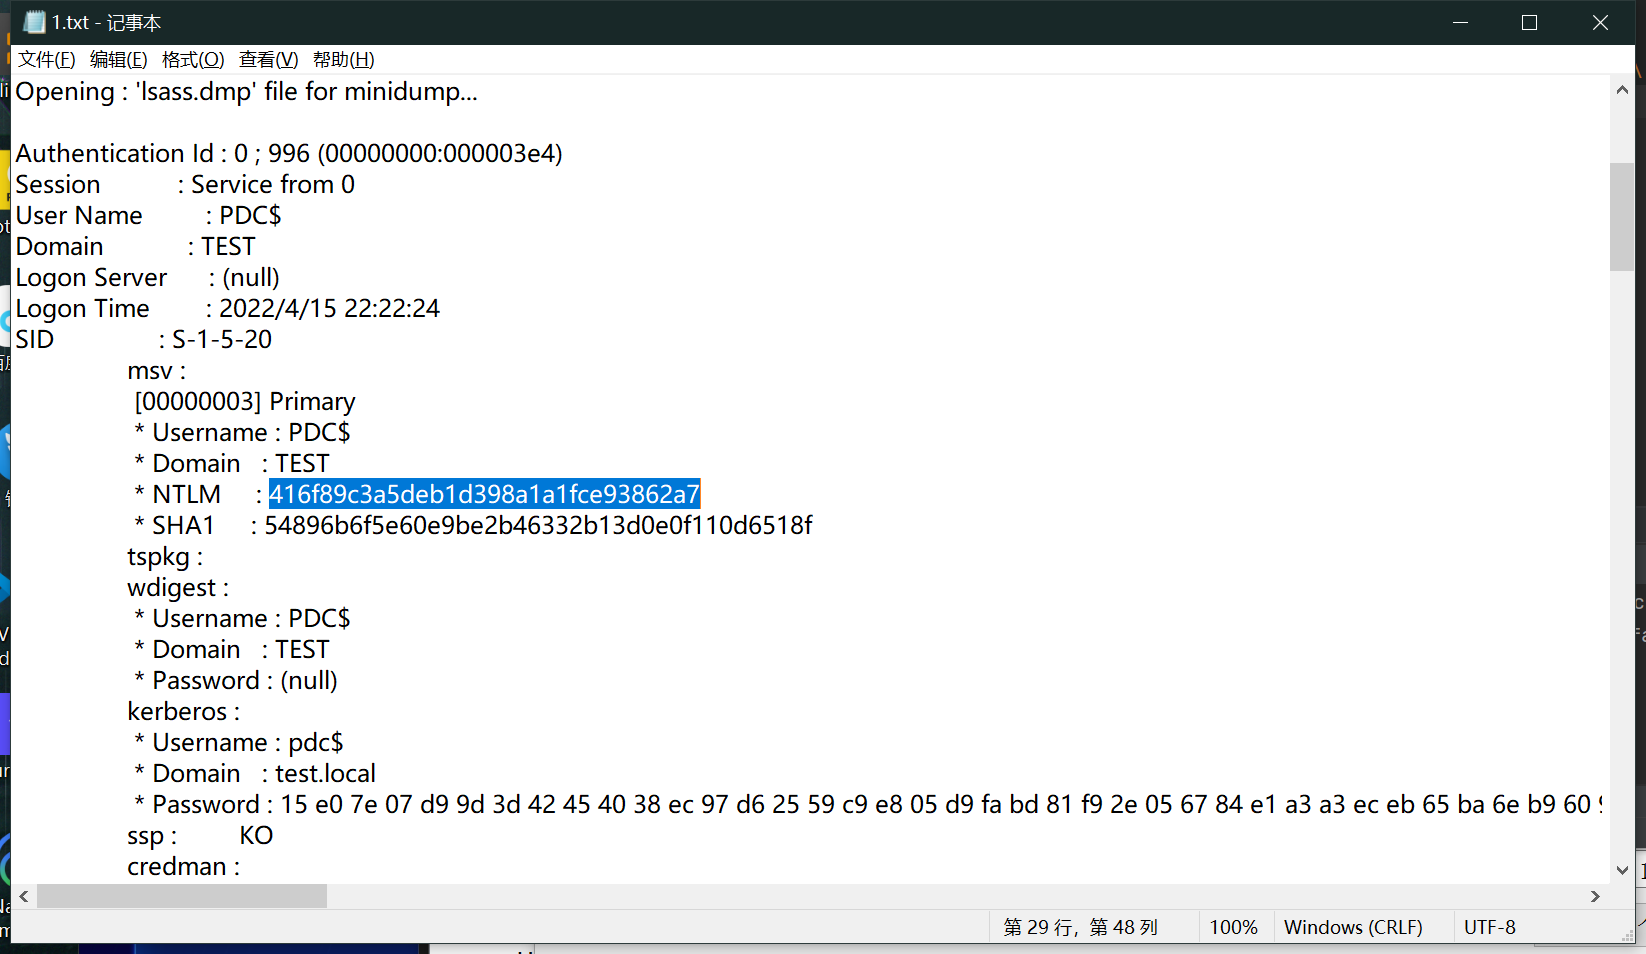 1.txt - 记事本
文件(F) 编辑(E) 格式(O) 查看(V) 帮助(H)
Opening : 'lsass.dmp' file for minidump...
Authentication Id : 0 ; 996 (00000000:000003e4)
Session : Service from 0
User Name : PDC$
Domain : TEST
Logon Server : (null)
Logon Time : 2022/4/15 22:22:24
SID : S-1-5-20
msv :
[00000003] Primary
* Username : PDC$
* Domain : TEST
* NTLM : 416f89c3a5deb1d398a1a1fce93862a7
* SHA1 : 54896b6f5e60e9be2b46332b13d0e0f110d6518f
tspkg :
wdigest :
* Username : PDC$
* Domain : TEST
* Password : (null)
kerberos :
* Username : pdc$
* Domain : test.local
* Password : 15 e0 7e 07 d9 9d 3d 42 45 40 38 ec 97 d6 25 59 c9 e8 05 d9 fa bd 81 f9 2e 05 67 84 e1 a3 a3 ec eb 65 ba 6e b9 60
ssp : KO
credman :
第 29 行，第 48 列 100% Windows (CRLF) UTF-8